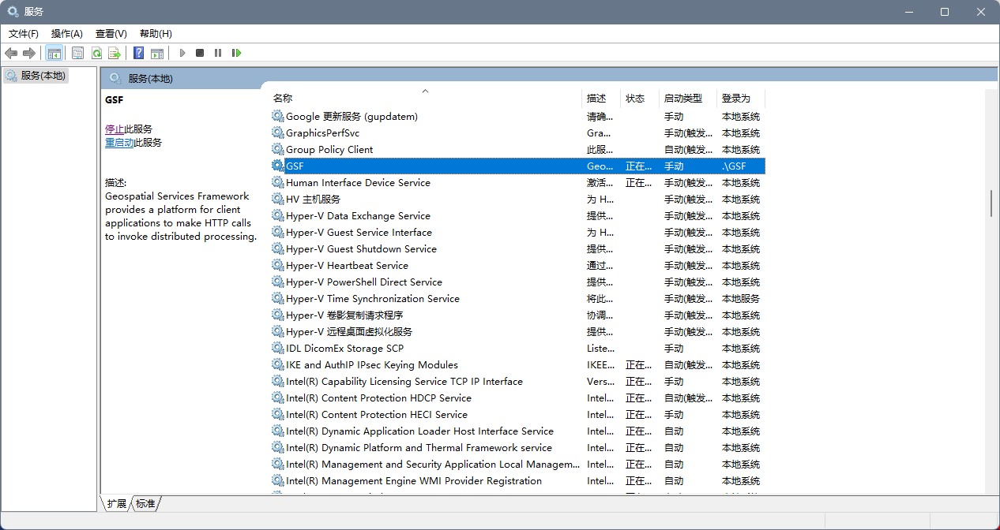 服务
文件(F) 操作(A) 查看(V) 帮助(H)
服务(本地)
服务(本地)
GSF
停止此服务
重启动此服务
描述:
Geospatial Services Framework
provides a platform for client
applications to make HTTP calls
to invoke distributed processing.
名称 描述 状态 启动类型 登录为
Google 更新服务 (gupdatem) 请确... 手动 本地系统
GraphicsPerfSvc Gra... 手动(触发... 本地系统
Group Policy Client 此服... 自动(触发... 本地系统
GSF Geo... 正在... 手动 .\GSF
Human Interface Device Service 激活... 正在... 手动(触发... 本地系统
HV 主机服务 为 H... 手动(触发... 本地系统
Hyper-V Data Exchange Service 提供... 手动(触发... 本地系统
Hyper-V Guest Service Interface 为 H... 手动(触发... 本地系统
Hyper-V Guest Shutdown Service 提供... 手动(触发... 本地系统
Hyper-V Heartbeat Service 通过... 手动(触发... 本地系统
Hyper-V PowerShell Direct Service 提供... 手动(触发... 本地系统
Hyper-V Time Synchronization Service 将此... 手动(触发... 本地服务
Hyper-V 卷影复制请求程序 协调... 手动(触发... 本地系统
Hyper-V 远程桌面虚拟化服务 提供... 手动(触发... 本地系统
IDL DicomEx Storage SCP Liste... 手动 本地系统
IKE and AuthIP IPsec Keying Modules IKEE... 正在... 自动(触发... 本地系统
Intel(R) Capability Licensing Service TCP IP Interface Vers... 正在... 手动 本地系统
Intel(R) Content Protection HDCP Service Intel... 正在... 自动(触发... 本地系统
Intel(R) Content Protection HECI Service Intel... 正在... 手动 本地系统
Intel(R) Dynamic Application Loader Host Interface Service Intel... 正在... 自动 本地系统
Intel(R) Dynamic Platform and Thermal Framework service Intel... 正在... 自动 本地系统
Intel(R) Management and Security Application Local Managem... Intel... 正在... 自动 本地系统
Intel(R) Management Engine WMI Provider Registration Intel... 正在... 自动 本地系统
扩展 标准